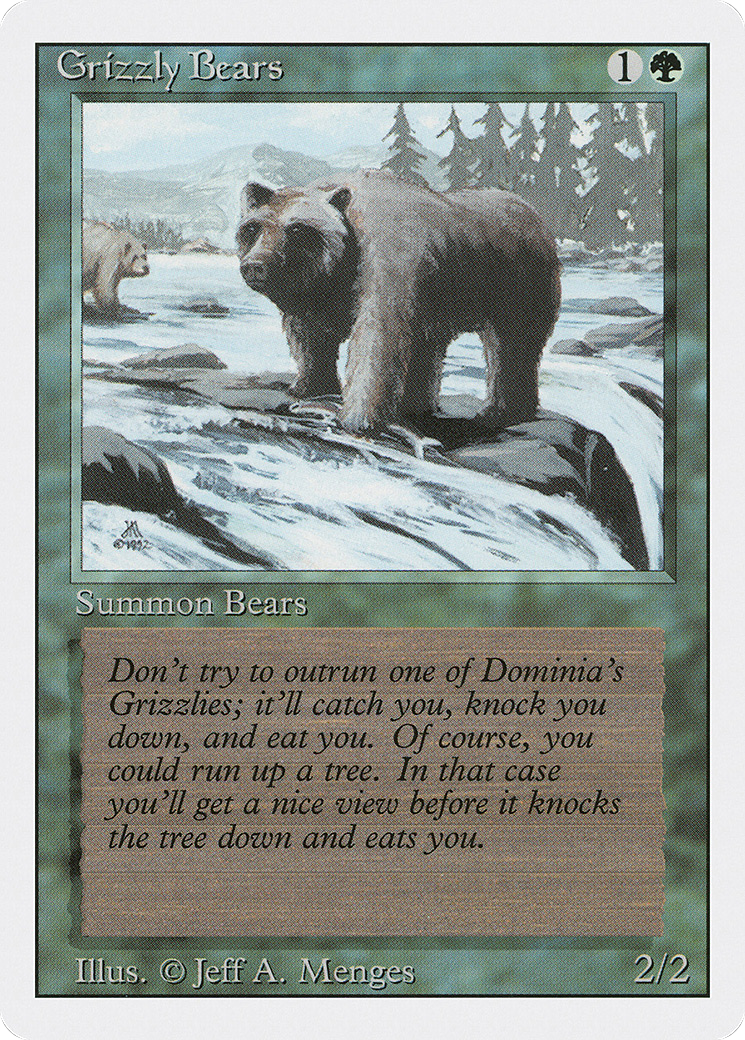 Grizzly Bears 1
©1992
Summon Bears
Don't try to outrun one of Dominia's
Grizzlies; it'll catch you, knock you
down, and eat you. Of course, you
could run up a tree. In that case
you'll get a nice view before it knocks
the tree down and eats you.
Illus. © Jeff A. Menges 2/2